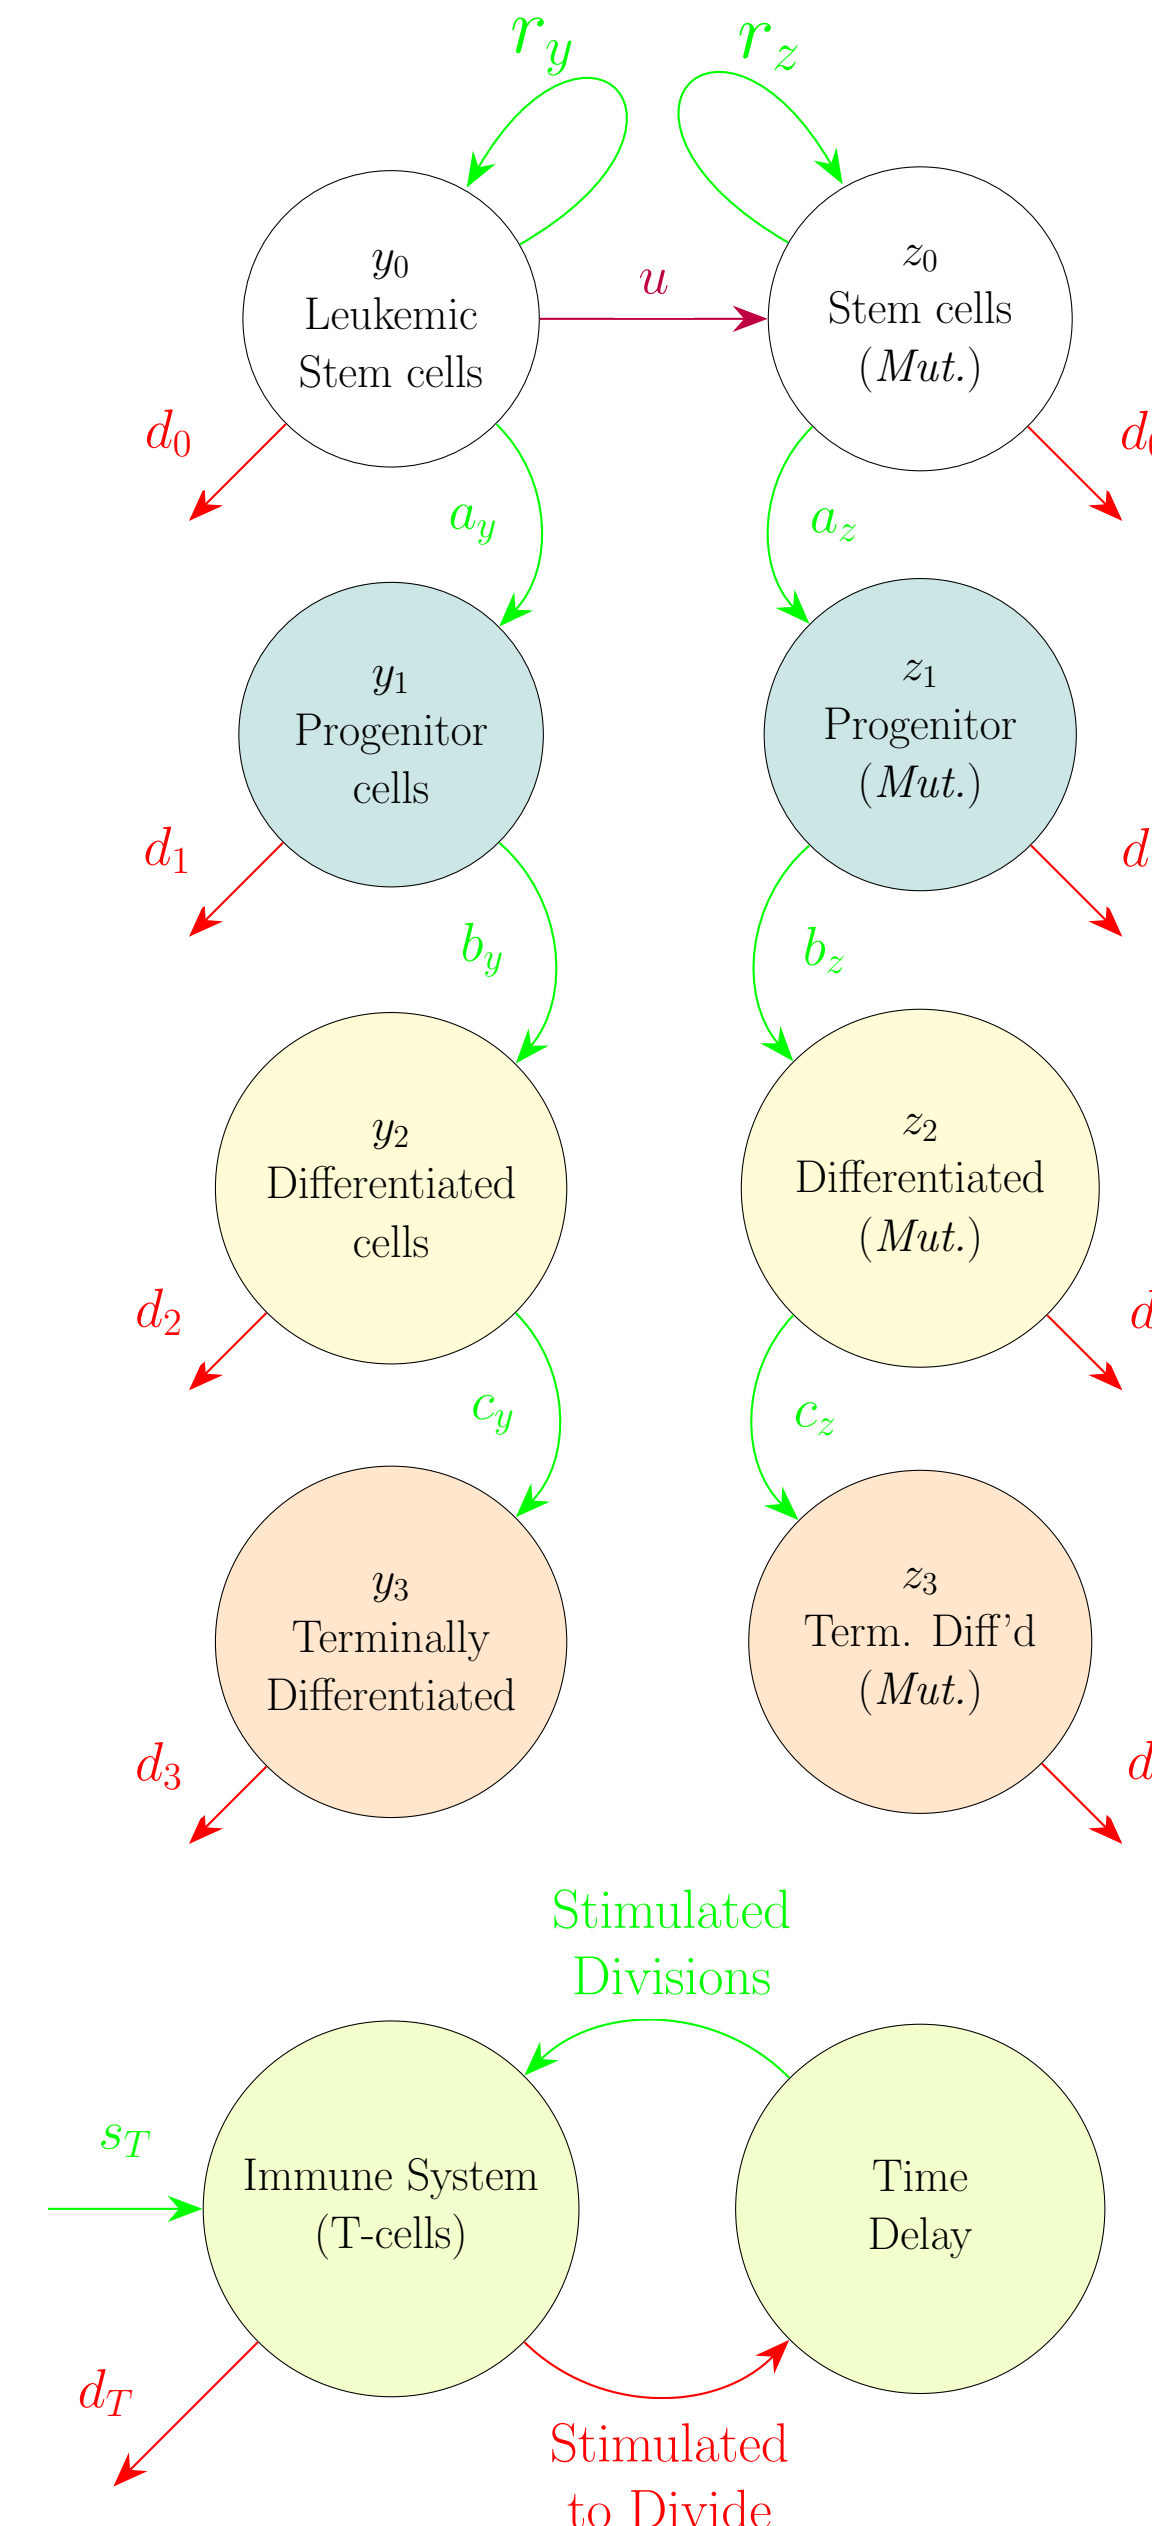 r_y
r_z
y_0
Leukemic
Stem cells
u
z_0
Stem cells
(Mut.)
d_0
a_y
a_z
d_0
y_1
Progenitor
cells
z_1
Progenitor
(Mut.)
d_1
b_y
b_z
d
y_2
Differentiated
cells
z_2
Differentiated
(Mut.)
d_2
c_y
c_z
d
y_3
Terminally
Differentiated
z_3
Term. Diff'd
(Mut.)
d_3
d
Stimulated
Divisions
s_T
Immune System
(T-cells)
Time
Delay
d_T
Stimulated
to Divide